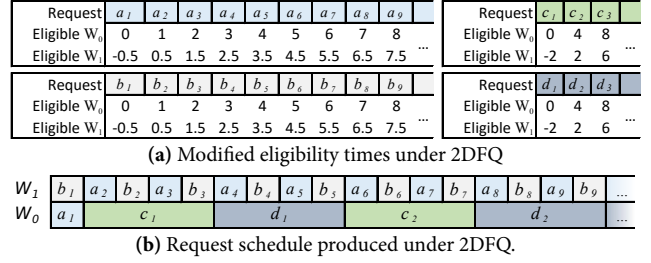 Request a₁ a₂ a₃ a₄ a₅ a₆ a₇ a₈ a₉
Eligible W₀ 0 1 2 3 4 5 6 7 8
Eligible W₁ -0.5 0.5 1.5 2.5 3.5 4.5 5.5 6.5 7.5 ...
Request c₁ c₂ c₃
Eligible W₀ 0 4 8
Eligible W₁ -2 2 6 ...
Request b₁ b₂ b₃ b₄ b₅ b₆ b₇ b₈ b₉
Eligible W₀ 0 1 2 3 4 5 6 7 8
Eligible W₁ -0.5 0.5 1.5 2.5 3.5 4.5 5.5 6.5 7.5 ...
Request d₁ d₂ d₃
Eligible W₀ 0 4 8
Eligible W₁ -2 2 6 ...
(a) Modified eligibility times under 2DFQ
W₁ b₁ a₂ b₂ a₃ b₃ a₄ b₄ a₅ b₅ a₆ b₆ a₇ b₇ a₈ b₈ a₉ b₉ ...
W₀ a₁ c₁ d₁ c₂ d₂ ...
(b) Request schedule produced under 2DFQ.